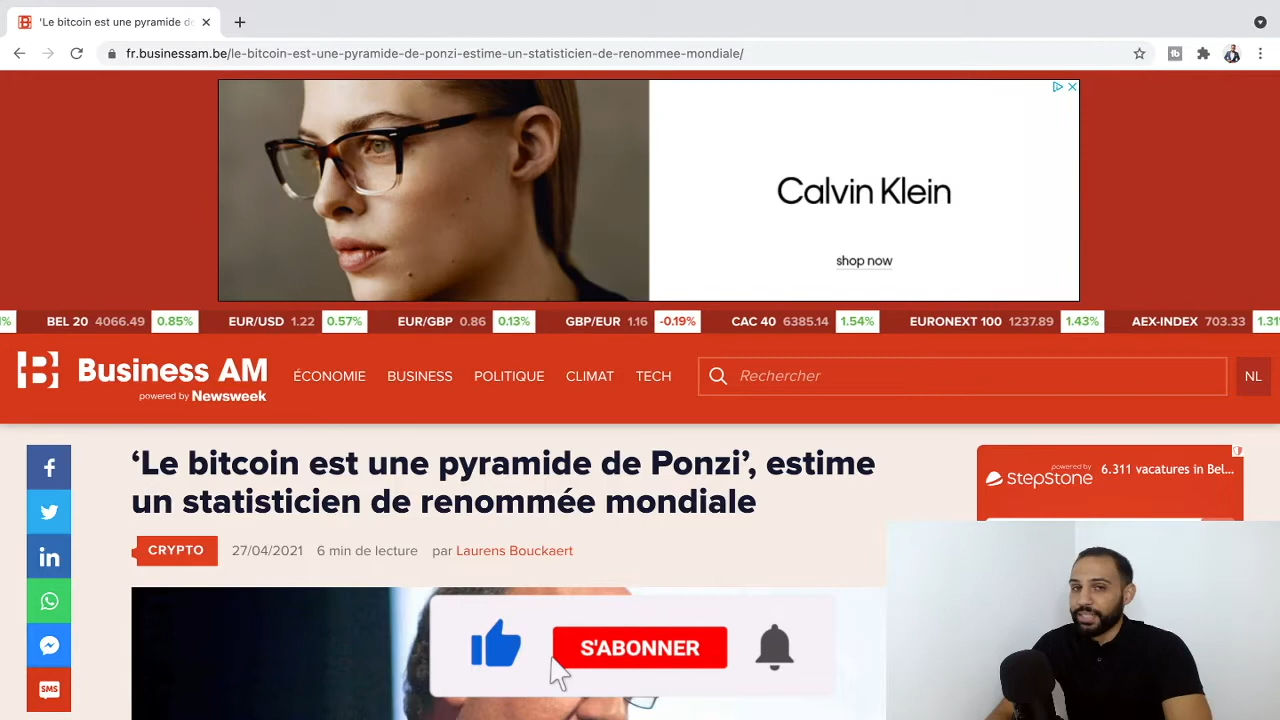 'Le bitcoin est une pyramide de
fr.businessam.be/le-bitcoin-est-une-pyramide-de-ponzi-estime-un-statisticien-de-renommee-mondiale/
Calvin Klein
shop now
BEL 20 4066.49 0.85% EUR/USD 1.22 0.57% EUR/GBP 0.86 0.13% GBP/EUR 1.16 -0.19% CAC 40 6385.14 1.54% EURONEXT 100 1237.89 1.43% AEX-INDEX 703.33
Business AM
powered by Newsweek
ÉCONOMIE BUSINESS POLITIQUE CLIMAT TECH
Rechercher
NL
‘Le bitcoin est une pyramide de Ponzi’, estime
un statisticien de renommée mondiale
powered by
StepStone
6.311 vacatures in Bel...
CRYPTO 27/04/2021 6 min de lecture par Laurens Bouckaert
S'ABONNER
SMS